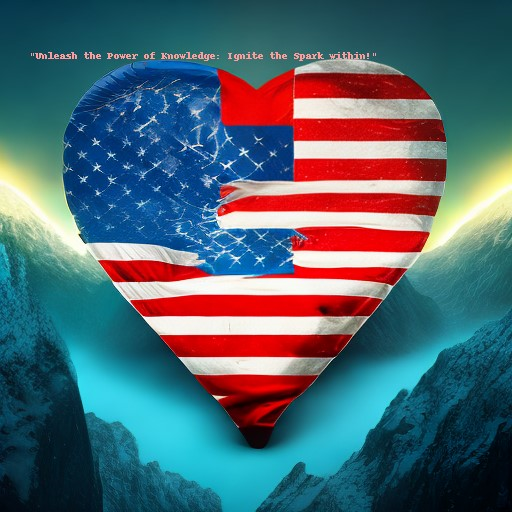 "Unleash the Power of Knowledge: Ignite the Spark within!"